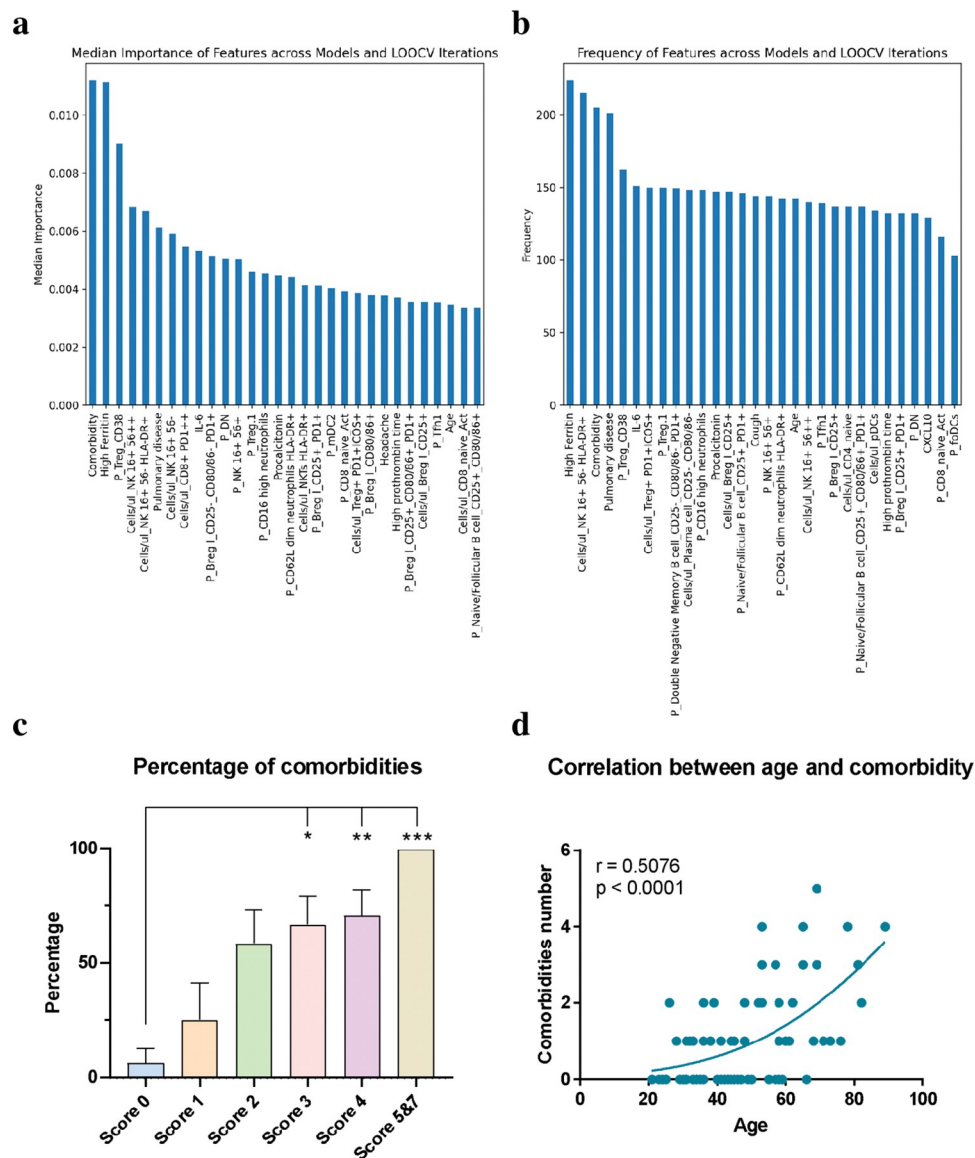 a
Median Importance of Features across Models and LOOCV Iterations
0.010
0.008
0.006
0.004
0.002
0.000
Median Importance
Comorbidity
High Ferritin
P_Treg_CD38
Cells/ul_NK 16+ 56++
Cells/ul_NK 16+ 56- HLA-DR+
Pulmonary disease
Cells/ul_NK 16+ 56-
Cells/ul_CD8+ PD1++
IL-6
P_Breg I_CD25-_CD80/86-_PD1+
P_DN
P_NK 16+ 56+
P_Treg.1
P_CD16 high neutrophils
Procalcitonin
P_CD62L dim neutrophils HLA-DR+
Cells/ul_NKTs HLA-DR+
P_Breg I_CD25+_PD1+
P_mDC2
P_CD8_naive_Act
Cells/ul_Treg+ PD1+ICOS+
P_Breg I_CD80/86+
Headache
High prothrombin time
P_Breg I_CD25+_CD80/86+_PD1+
Cells/ul_Breg I_CD25+
P_Tfh1
Age
Cells/ul_CD8_naive_Act
P_Naive/Follicular B cell_CD25+_CD80/86+
b
Frequency of Features across Models and LOOCV Iterations
200
150
100
50
0
Frequency
High Ferritin
Cells/ul_NK 16+ 56- HLA-DR+
Comorbidity
Pulmonary disease
P_Treg_CD38
IL-6
Cells/ul_Treg+ PD1+ICOS+
P_Treg.1
P_Double Negative Memory B cell_CD25-_CD80/86-_PD1+
Cells/ul_Plasma cell_CD25-_CD80/86-
P_CD16 high neutrophils
Procalcitonin
Cells/ul_Breg I_CD25+
P_Naive/Follicular B cell_CD25+_PD1+
Cough
P_NK 16+ 56+
P_CD62L dim neutrophils HLA-DR+
Age
Cells/ul_NK 16+ 56++
P_Tfh1
P_Breg I_CD25+
Cells/ul_CD4_naive
P_Naive/Follicular B cell_CD25+_CD80/86+_PD1+
Cells/ul_pDCs
High prothrombin time
P_Breg I_CD25+_PD1+
P_DN
CXCL10
P_CD8_naive_Act
P_foDCs
c
Percentage of comorbidities
* ** ***
100
50
0
Percentage
Score 0
Score 1
Score 2
Score 3
Score 4
Score 5&7
d
Correlation between age and comorbidity
r = 0.5076
p < 0.0001
6
4
2
0
Comorbidities number
0 20 40 60 80 100
Age